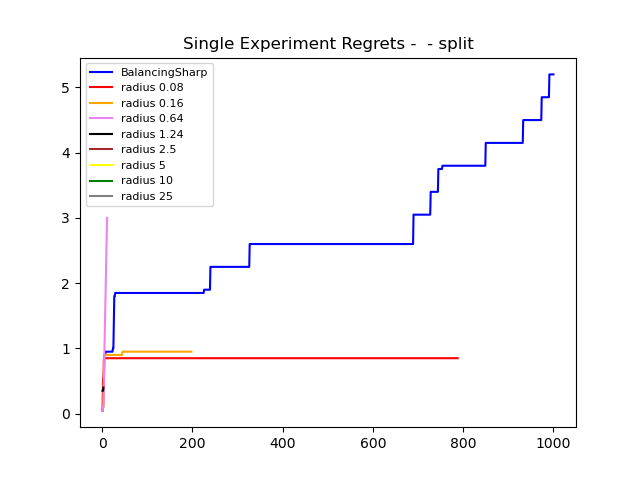 Single Experiment Regrets -  - split
BalancingSharp
radius 0.08
radius 0.16
radius 0.64
radius 1.24
radius 2.5
radius 5
radius 10
radius 25
5
4
3
2
1
0
0 200 400 600 800 1000